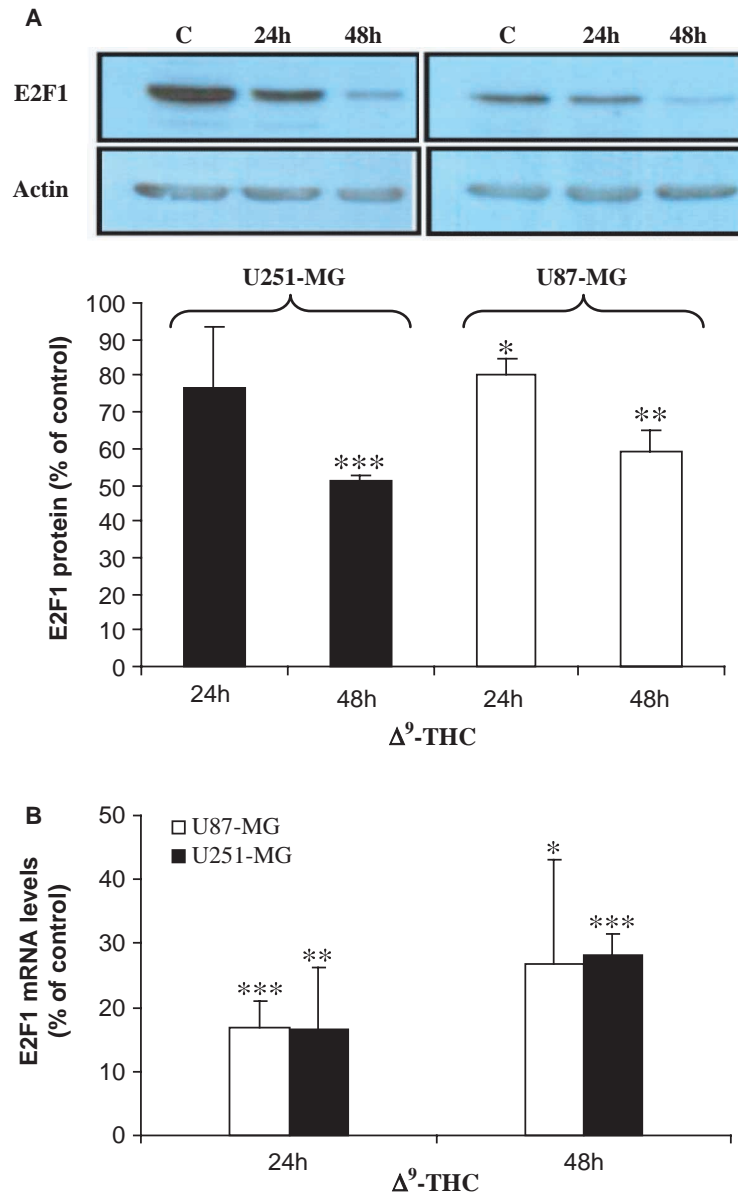 A
C 24h 48h C 24h 48h
E2F1
Actin
U251-MG U87-MG
E2F1 protein (% of control)
100
90
80
70
60
50
40
30
20
10
0
*
**
***
24h 48h 24h 48h
Δ⁹-THC
B
E2F1 mRNA levels
(% of control)
50
40
30
20
10
0
U87-MG
U251-MG
*
***
***
**
24h 48h
Δ⁹-THC